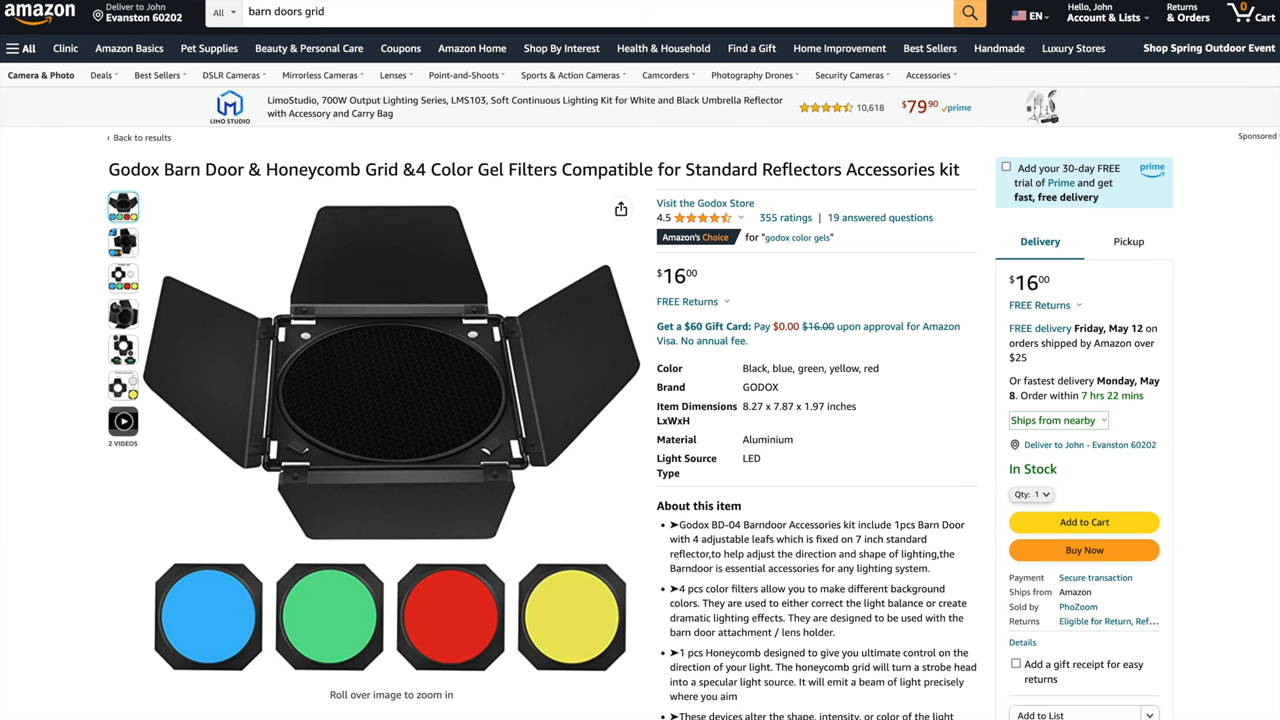 amazon
Deliver to John
Evanston 60202
All
barn doors grid
EN
Hello, John
Account & Lists
Returns
& Orders
0
Cart
All
Clinic
Amazon Basics
Pet Supplies
Beauty & Personal Care
Coupons
Amazon Home
Shop By Interest
Health & Household
Find a Gift
Home Improvement
Best Sellers
Handmade
Luxury Stores
Shop Spring Outdoor Event
Camera & Photo
Deals
Best Sellers
DSLR Cameras
Mirrorless Cameras
Lenses
Point-and-Shoots
Sports & Action Cameras
Camcorders
Photography Drones
Security Cameras
Accessories
LIMO STUDIO
LimoStudio, 700W Output Lighting Series, LMS103, Soft Continuous Lighting Kit for White and Black Umbrella Reflector
with Accessory and Carry Bag
10,618
$7990
prime
‹ Back to results
Sponsored
Godox Barn Door & Honeycomb Grid &4 Color Gel Filters Compatible for Standard Reflectors Accessories kit
2 VIDEOS
Roll over image to zoom in
Visit the Godox Store
4.5
355 ratings | 19 answered questions
Amazon's Choice for "godox color gels"
$1600
FREE Returns
Get a $60 Gift Card: Pay $0.00 $16.00 upon approval for Amazon
Visa. No annual fee.
Color Black, blue, green, yellow, red
Brand GODOX
Item Dimensions 8.27 x 7.87 x 1.97 inches
LxWxH
Material Aluminium
Light Source LED
Type
About this item
• ➤Godox BD-04 Barndoor Accessories kit include 1pcs Barn Door
with 4 adjustable leafs which is fixed on 7 inch standard
reflector,to help adjust the direction and shape of lighting,the
Barndoor is essential accessories for any lighting system.
• ➤4 pcs color filters allow you to make different background
colors. They are used to either correct the light balance or create
dramatic lighting effects. They are designed to be used with the
barn door attachment / lens holder.
• ➤1 pcs Honeycomb designed to give you ultimate control on the
direction of your light. The honeycomb grid will turn a strobe head
into a specular light source. It will emit a beam of light precisely
where you aim
• ➤These devices alter the shape, intensity, or color of the light
Add your 30-day FREE
trial of Prime and get
fast, free delivery
prime
Delivery
Pickup
$1600
FREE Returns
FREE delivery Friday, May 12 on
orders shipped by Amazon over
$25
Or fastest delivery Monday, May
8. Order within 7 hrs 22 mins
Ships from nearby
Deliver to John - Evanston 60202
In Stock
Qty: 1
Add to Cart
Buy Now
Payment Secure transaction
Ships from Amazon
Sold by PhoZoom
Returns Eligible for Return, Ref…
Details
Add a gift receipt for easy
returns
Add to List